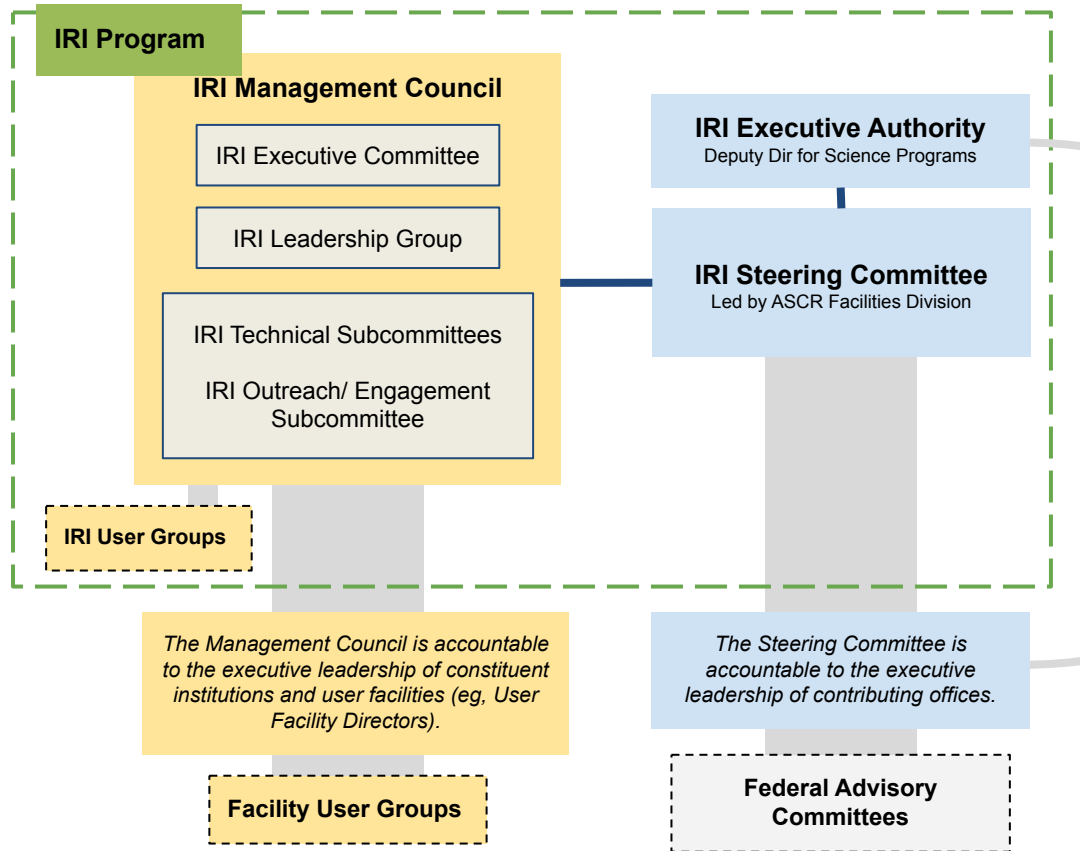 IRI Program
IRI Management Council
IRI Executive Committee
IRI Leadership Group
IRI Technical Subcommittees
IRI Outreach/ Engagement
Subcommittee
IRI Executive Authority
Deputy Dir for Science Programs
IRI Steering Committee
Led by ASCR Facilities Division
IRI User Groups
The Management Council is accountable
to the executive leadership of constituent
institutions and user facilities (eg, User
Facility Directors).
The Steering Committee is
accountable to the executive
leadership of contributing offices.
Facility User Groups
Federal Advisory
Committees